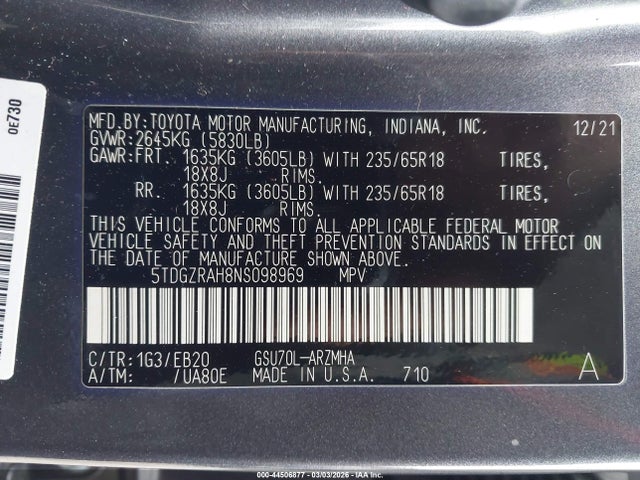 0E730
MFD.BY:TOYOTA MOTOR MANUFACTURING, INDIANA, INC. 12/21
GVWR:2645KG (5830LB)
GAWR:FRT. 1635KG (3605LB) WITH 235/65R18 TIRES,
18X8J RIMS.
RR. 1635KG (3605LB) WITH 235/65R18 TIRES,
18X8J RIMS.
THIS VEHICLE CONFORMS TO ALL APPLICABLE FEDERAL MOTOR
VEHICLE SAFETY AND THEFT PREVENTION STANDARDS IN EFFECT ON
THE DATE OF MANUFACTURE SHOWN ABOVE.
5TDGZRAH8NS098969 MPV
C/TR:1G3/EB20 GSU70L-ARZMHA
A/TM: /UA80E MADE IN U.S.A. 710 A
000-44506877 - 03/03/2026 - IAA Inc.